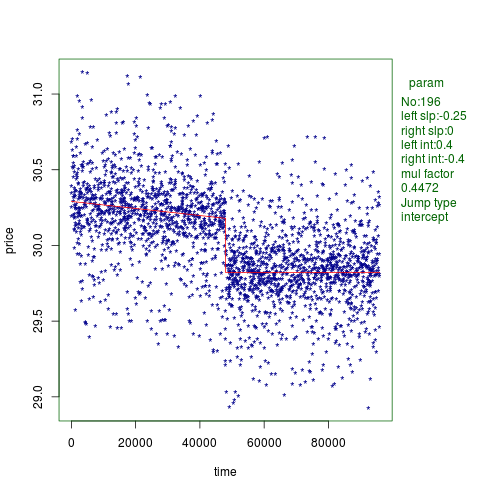 param
No:196
left slp:-0.25
right slp:0
left int:0.4
right int:-0.4
mul factor
0.4472
Jump type
intercept
price
31.0
30.5
30.0
29.5
29.0
0 20000 40000 60000 80000
time